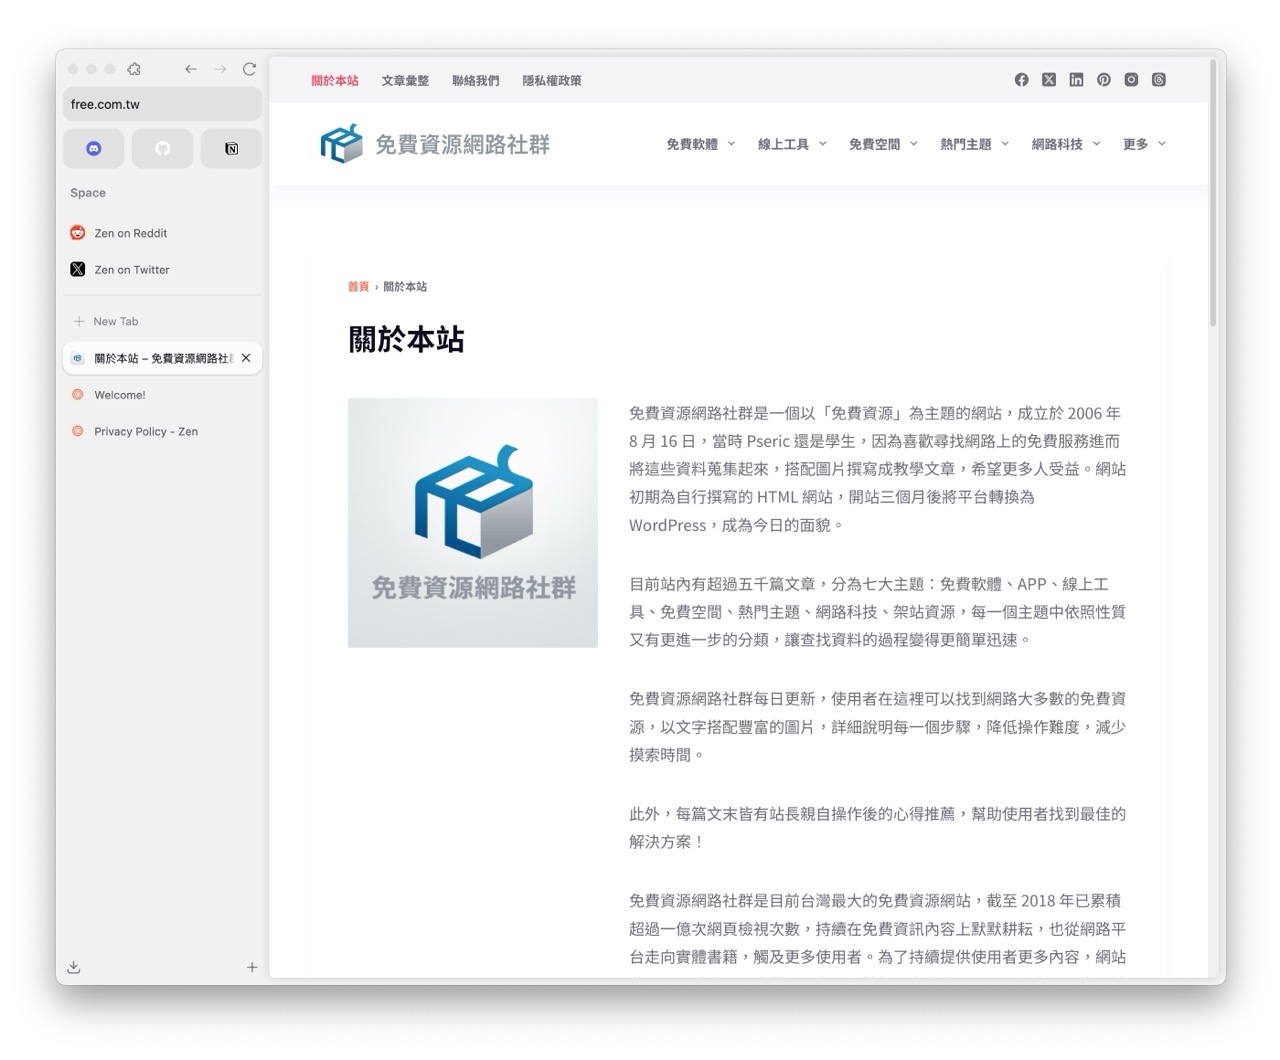 free.com.tw
Space
Zen on Reddit
Zen on Twitter
New Tab
關於本站 – 免費資源網路社
Welcome!
Privacy Policy - Zen
關於本站 文章彙整 聯絡我們 隱私權政策
免費資源網路社群
免費軟體 線上工具 免費空間 熱門主題 網路科技 更多
首頁 › 關於本站
關於本站
免費資源網路社群
免費資源網路社群是一個以「免費資源」為主題的網站，成立於 2006 年
8 月 16 日，當時 Pseric 還是學生，因為喜歡尋找網路上的免費服務進而
將這些資料蒐集起來，搭配圖片撰寫成教學文章，希望更多人受益。網站
初期為自行撰寫的 HTML 網站，開站三個月後將平台轉換為
WordPress，成為今日的面貌。
目前站內有超過五千篇文章，分為七大主題：免費軟體、APP、線上工
具、免費空間、熱門主題、網路科技、架站資源，每一個主題中依照性質
又有更進一步的分類，讓查找資料的過程變得更簡單迅速。
免費資源網路社群每日更新，使用者在這裡可以找到網路大多數的免費資
源，以文字搭配豐富的圖片，詳細說明每一個步驟，降低操作難度，減少
摸索時間。
此外，每篇文末皆有站長親自操作後的心得推薦，幫助使用者找到最佳的
解決方案！
免費資源網路社群是目前台灣最大的免費資源網站，截至 2018 年已累積
超過一億次網頁檢視次數，持續在免費資訊內容上默默耕耘，也從網路平
台走向實體書籍，觸及更多使用者。為了持續提供使用者更多內容，網站